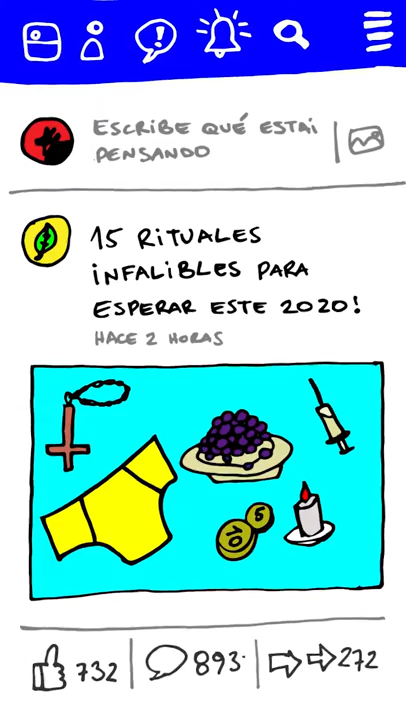 ESCRIBE QUÉ ESTAI
PENSANDO
15 RITUALES
INFALIBLES PARA
ESPERAR ESTE 2020!
HACE 2 HORAS
5
10
732 893 272